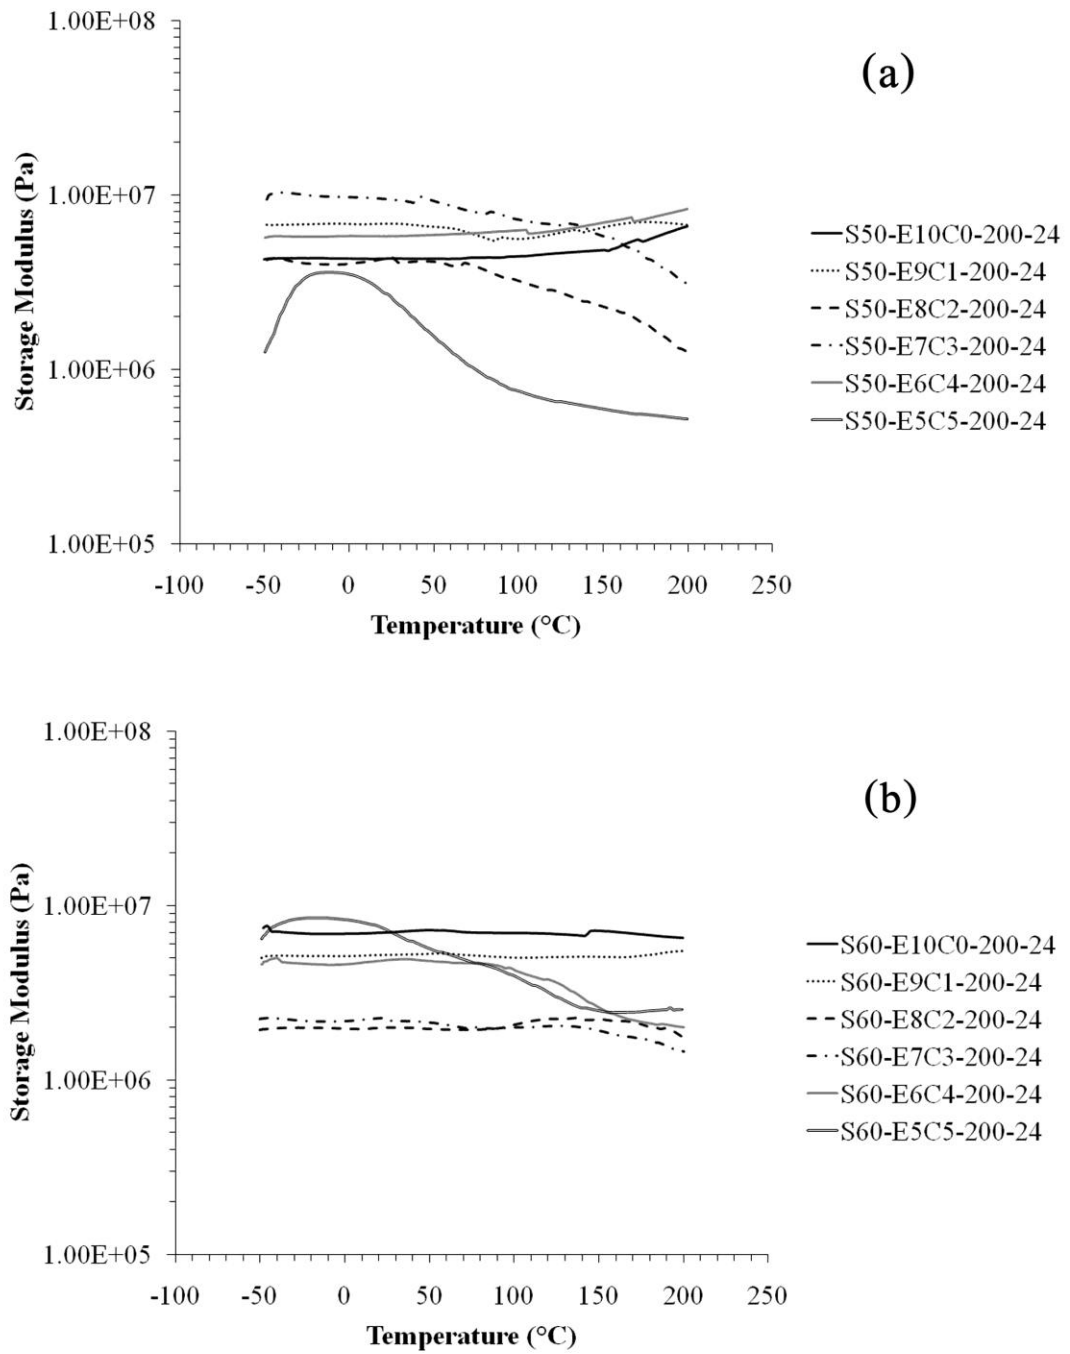 1.00E+08
(a)
1.00E+07
1.00E+06
1.00E+05
Storage Modulus (Pa)
-100 -50 0 50 100 150 200 250
Temperature (°C)
S50-E10C0-200-24
S50-E9C1-200-24
S50-E8C2-200-24
S50-E7C3-200-24
S50-E6C4-200-24
S50-E5C5-200-24
1.00E+08
(b)
1.00E+07
1.00E+06
1.00E+05
Storage Modulus (Pa)
-100 -50 0 50 100 150 200 250
Temperature (°C)
S60-E10C0-200-24
S60-E9C1-200-24
S60-E8C2-200-24
S60-E7C3-200-24
S60-E6C4-200-24
S60-E5C5-200-24